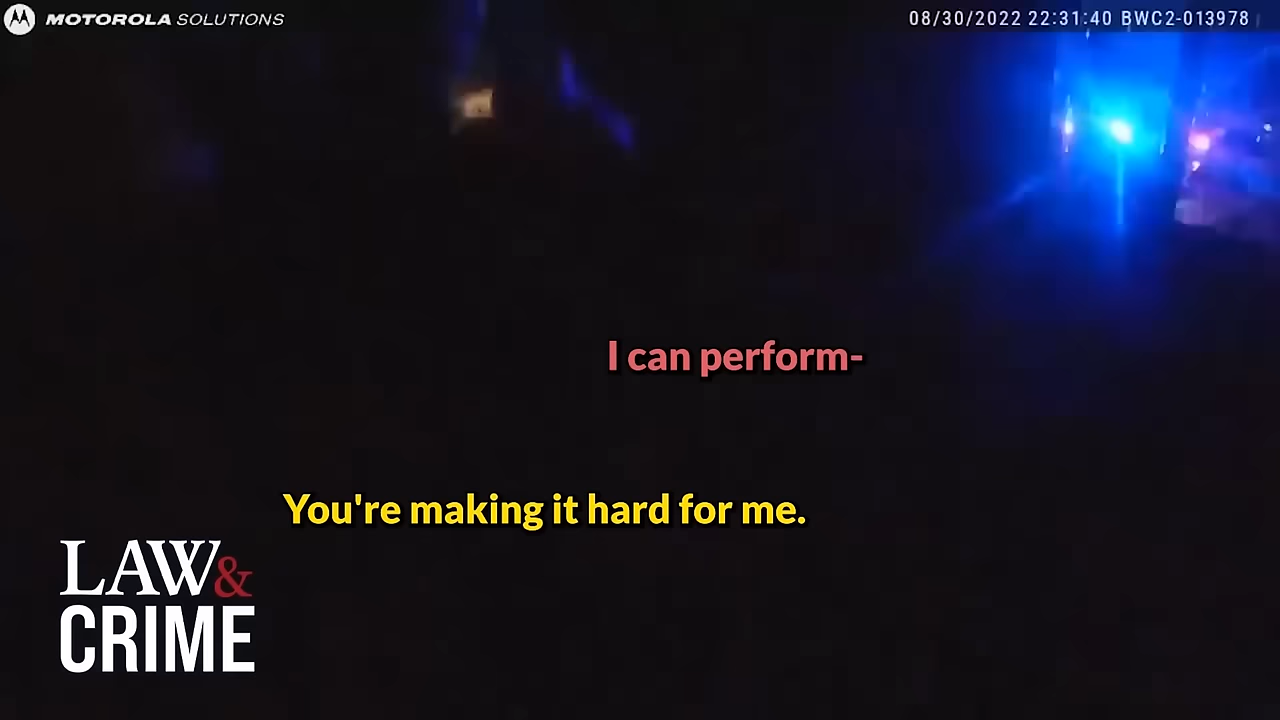 MOTOROLA SOLUTIONS
08/30/2022 22:31:40 BWC2-013978
I can perform-
You're making it hard for me.
LAW&
CRIME